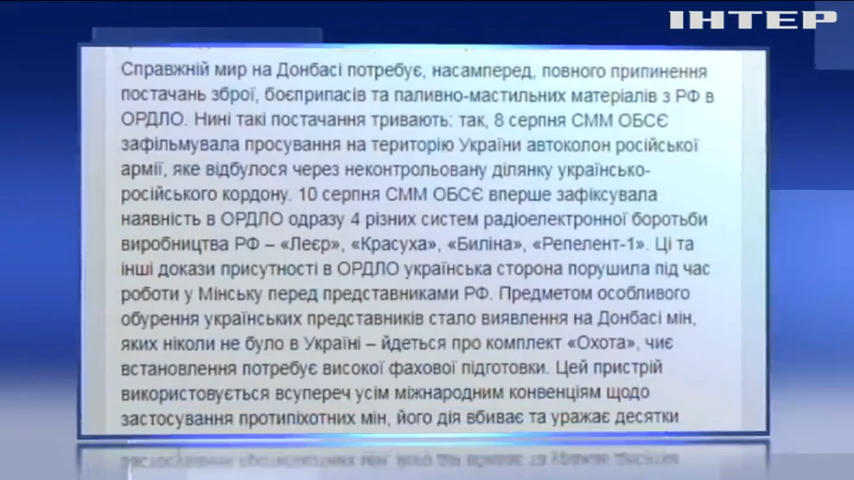 ІНТЕР
Справжній мир на Донбасі потребує, насамперед, повного припинення
постачань зброї, боєприпасів та паливно-мастильних матеріалів з РФ в
ОРДЛО. Нині такі постачання тривають: так, 8 серпня СММ ОБСЄ
зафільмувала просування на територію України автоколон російської
армії, яке відбулося через неконтрольовану ділянку українсько-
російського кордону. 10 серпня СММ ОБСЄ вперше зафіксувала
наявність в ОРДЛО одразу 4 різних систем радіоелектронної боротьби
виробництва РФ – «Леєр», «Красуха», «Биліна», «Репелент-1». Ці та
інші докази присутності в ОРДЛО українська сторона порушила під час
роботи у Мінську перед представниками РФ. Предметом особливого
обурення українських представників стало виявлення на Донбасі мін,
яких ніколи не було в Україні – йдеться про комплект «Охота», чиє
встановлення потребує високої фахової підготовки. Цей пристрій
використовується всупереч усім міжнародним конвенціям щодо
застосування протипіхотних мін, його дія вбиває та уражає десятки